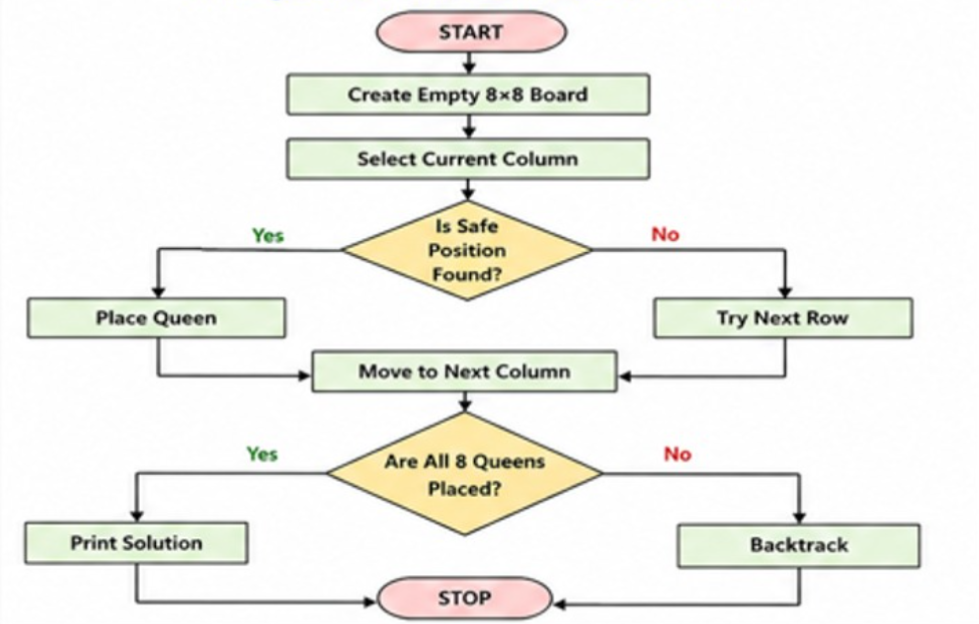 START
Create Empty 8×8 Board
Select Current Column
Is Safe
Position
Found?
Yes
No
Place Queen
Try Next Row
Move to Next Column
Are All 8 Queens
Placed?
Yes
No
Print Solution
Backtrack
STOP